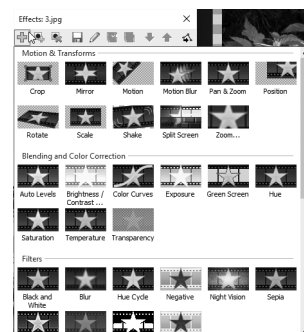 Effects: 3.jpg
Motion & Transforms
Crop Mirror Motion Motion Blur Pan & Zoom Position
Rotate Scale Shake Split Screen Zoom...
Blending and Color Correction
Auto Levels Brightness / Contrast ... Color Curves Exposure Green Screen Hue
Saturation Temperature Transparency
Filters
Black and White Blur Hue Cycle Negative Night Vision Sepia